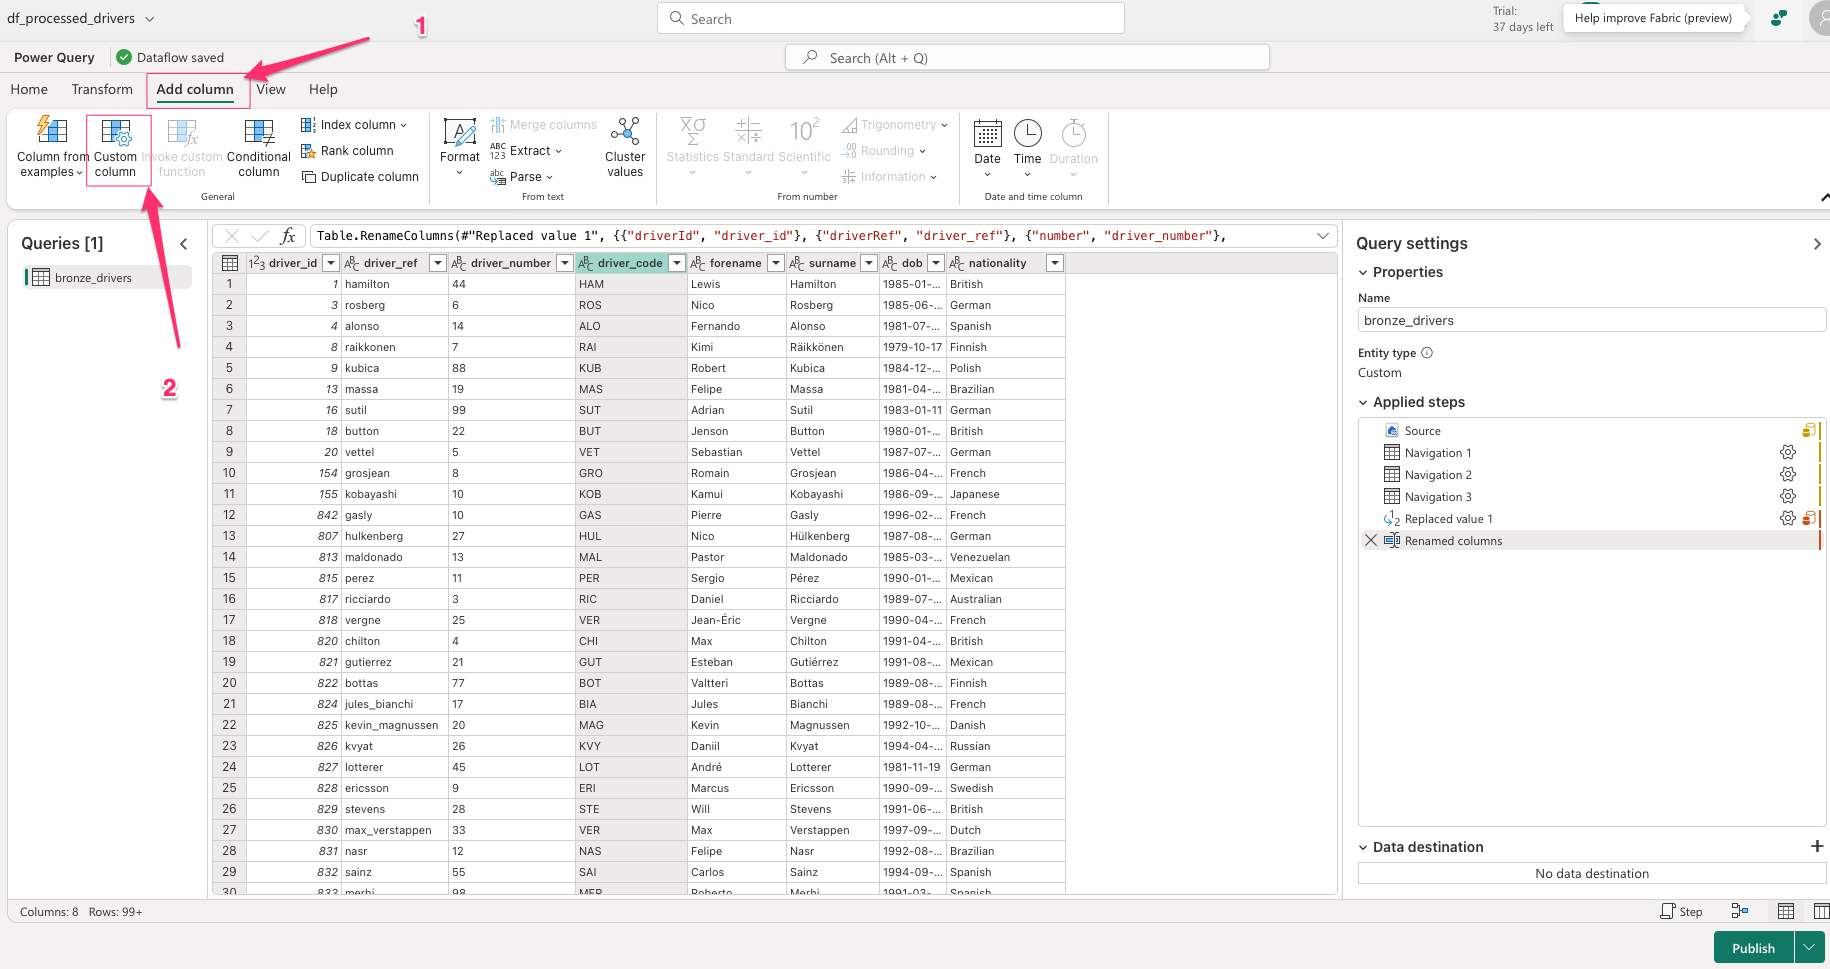 df_processed_drivers
Search
Trial:
37 days left
Help improve Fabric (preview)
1
Power Query
Dataflow saved
Search (Alt + Q)
Home Transform Add column View Help
Column from examples
Custom column
Invoke custom function
Conditional column
Index column
Rank column
Duplicate column
General
Format
Merge columns
Extract
Parse
Cluster values
From text
Statistics
Standard
Scientific
Trigonometry
Rounding
Information
From number
Date
Time
Duration
Date and time column
2
Queries [1]
bronze_drivers
fx
Table.RenameColumns(#"Replaced value 1", {{"driverId", "driver_id"}, {"driverRef", "driver_ref"}, {"number", "driver_number"},
driver_id driver_ref driver_number driver_code forename surname dob nationality
1 1 hamilton 44 HAM Lewis Hamilton 1985-01-... British
2 3 rosberg 6 ROS Nico Rosberg 1985-06-... German
3 4 alonso 14 ALO Fernando Alonso 1981-07-... Spanish
4 8 raikkonen 7 RAI Kimi Räikkönen 1979-10-17 Finnish
5 9 kubica 88 KUB Robert Kubica 1984-12-... Polish
6 13 massa 19 MAS Felipe Massa 1981-04-... Brazilian
7 16 sutil 99 SUT Adrian Sutil 1983-01-11 German
8 18 button 22 BUT Jenson Button 1980-01-... British
9 20 vettel 5 VET Sebastian Vettel 1987-07-... German
10 154 grosjean 8 GRO Romain Grosjean 1986-04-... French
11 155 kobayashi 10 KOB Kamui Kobayashi 1986-09-... Japanese
12 842 gasly 10 GAS Pierre Gasly 1996-02-... French
13 807 hulkenberg 27 HUL Nico Hülkenberg 1987-08-... German
14 813 maldonado 13 MAL Pastor Maldonado 1985-03-... Venezuelan
15 815 perez 11 PER Sergio Pérez 1990-01-... Mexican
16 817 ricciardo 3 RIC Daniel Ricciardo 1989-07-... Australian
17 818 vergne 25 VER Jean-Éric Vergne 1990-04-... French
18 820 chilton 4 CHI Max Chilton 1991-04-... British
19 821 gutierrez 21 GUT Esteban Gutiérrez 1991-08-... Mexican
20 822 bottas 77 BOT Valtteri Bottas 1989-08-... Finnish
21 824 jules_bianchi 17 BIA Jules Bianchi 1989-08-... French
22 825 kevin_magnussen 20 MAG Kevin Magnussen 1992-10-... Danish
23 826 kvyat 26 KVY Daniil Kvyat 1994-04-... Russian
24 827 lotterer 45 LOT André Lotterer 1981-11-19 German
25 828 ericsson 9 ERI Marcus Ericsson 1990-09-... Swedish
26 829 stevens 28 STE Will Stevens 1991-06-... British
27 830 max_verstappen 33 VER Max Verstappen 1997-09-... Dutch
28 831 nasr 12 NAS Felipe Nasr 1992-08-... Brazilian
29 832 sainz 55 SAI Carlos Sainz 1994-09-... Spanish
30 833 merhi 98 MER Roberto Merhi 1991-03-... Spanish
Query settings
Properties
Name
bronze_drivers
Entity type
Custom
Applied steps
Source
Navigation 1
Navigation 2
Navigation 3
Replaced value 1
Renamed columns
Data destination
No data destination
Columns: 8 Rows: 99+
Step
Publish